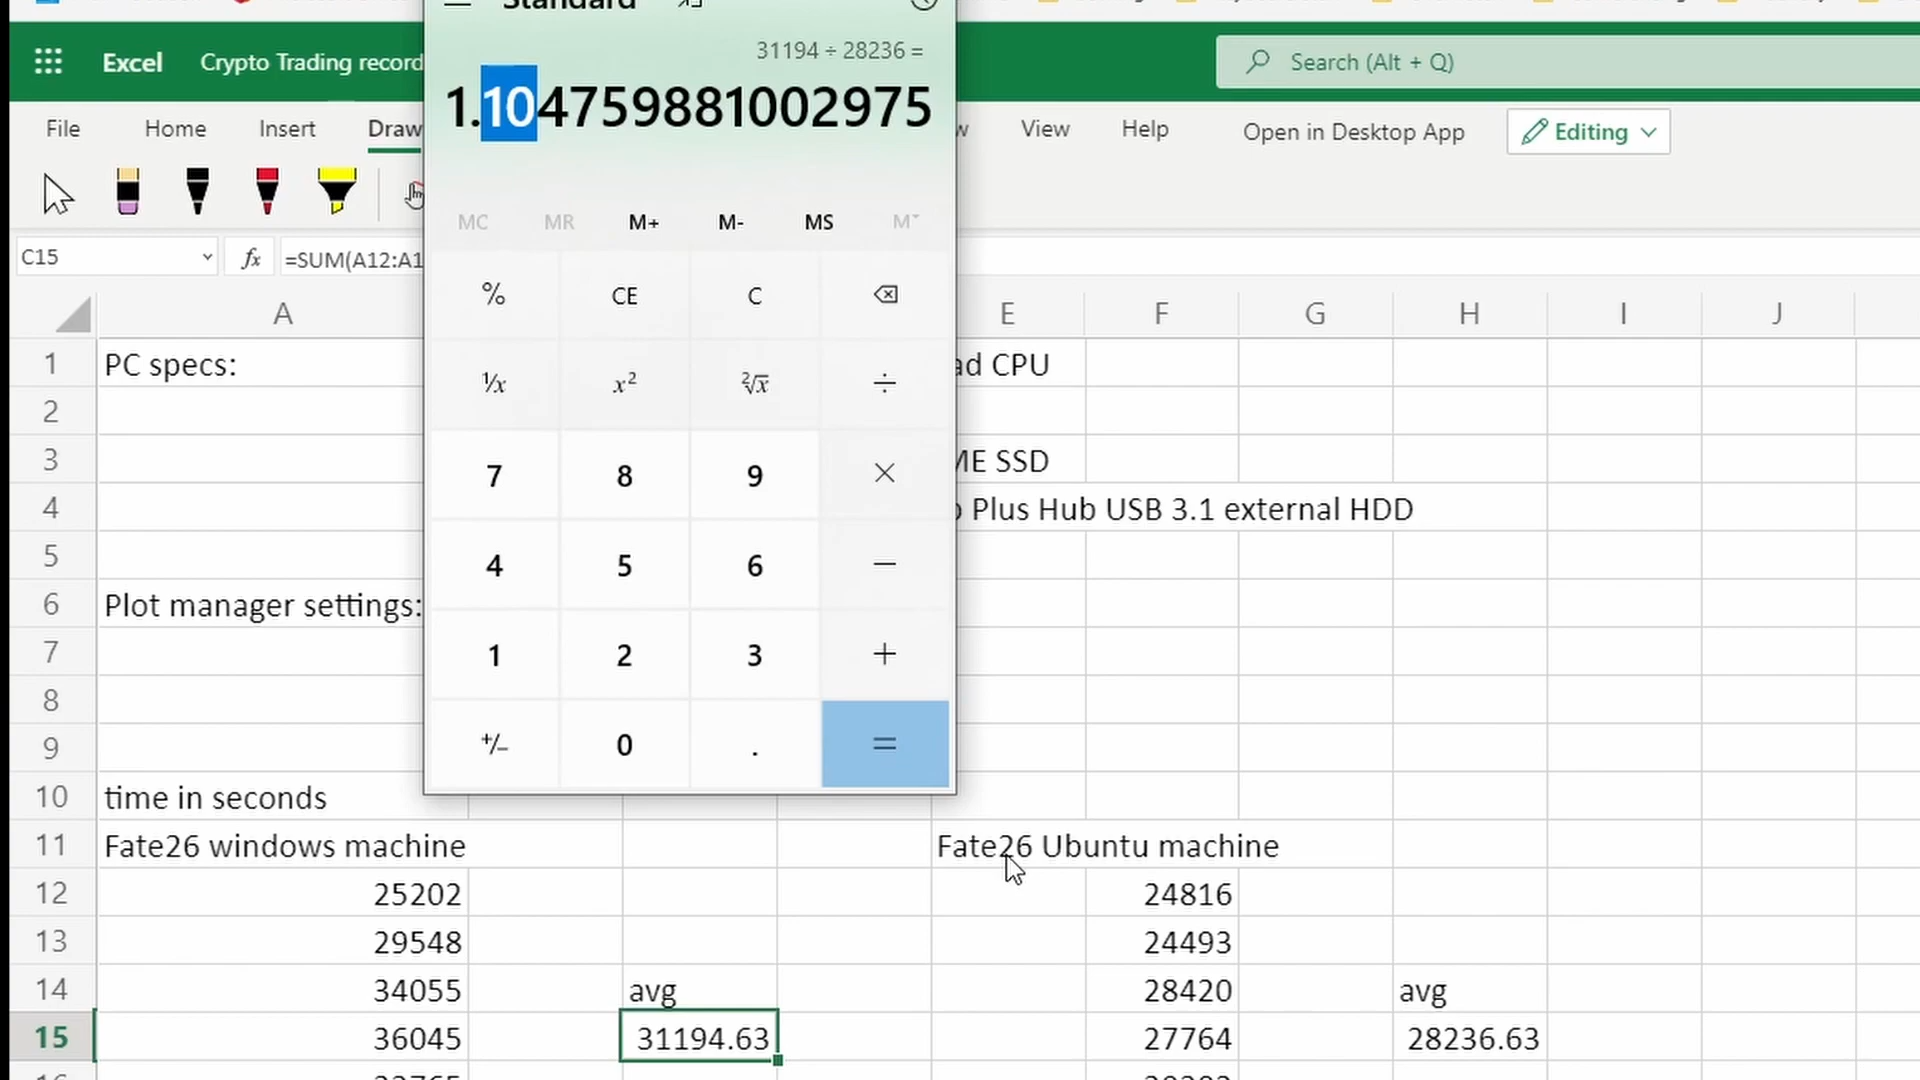 Standard
31194 ÷ 28236 =
1.1047598810029​75
Excel Crypto Trading record Search (Alt + Q)
File Home Insert Draw View Help Open in Desktop App Editing
MC MR M+ M- MS M˅
C15 fx =SUM(A12:A1
% CE C
¹/x x² ²√x ÷
7 8 9 ×
4 5 6 −
1 2 3 +
+/− 0 . =
A E F G H I J
1 PC specs: ad CPU
2
3 ME SSD
4 Plus Hub USB 3.1 external HDD
5
6 Plot manager settings:
7
8
9
10 time in seconds
11 Fate26 windows machine Fate26 Ubuntu machine
12 25202 24816
13 29548 24493
14 34055 avg 28420 avg
15 36045 31194.63 27764 28236.63